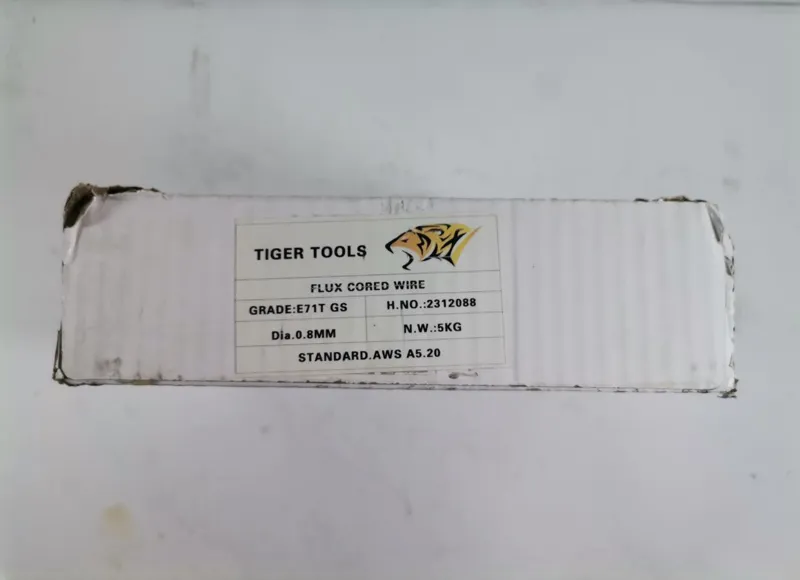 TIGER TOOLS
FLUX CORED WIRE
GRADE:E71T GS
H.NO.:2312088
Dia.0.8MM
N.W.:5KG
STANDARD.AWS A5.20